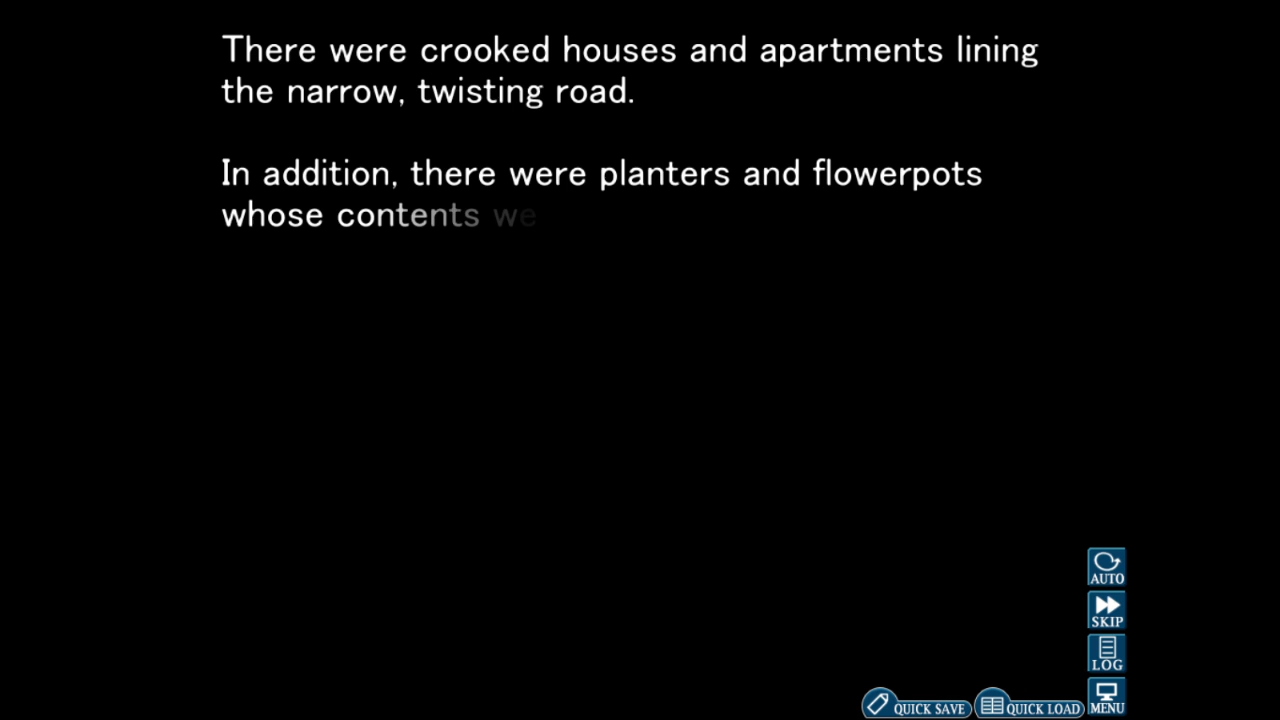 There were crooked houses and apartments lining
the narrow, twisting road.
In addition, there were planters and flowerpots
whose contents we
AUTO
SKIP
LOG
MENU
QUICK SAVE
QUICK LOAD